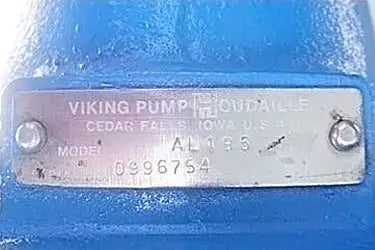 VIKING PUMP HOUDAILLE
CEDAR FALLS, IOWA U.S.A.
MODEL AL195
0996754